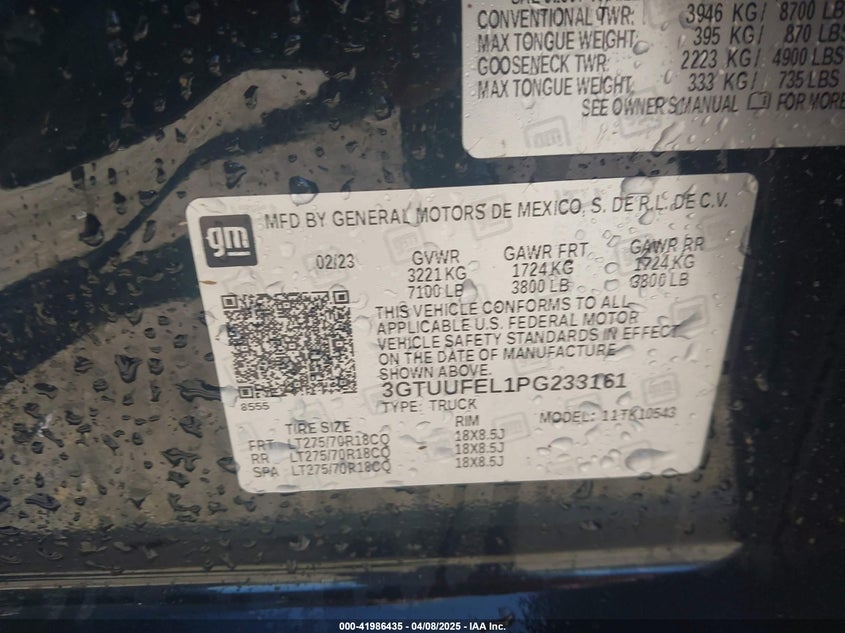 CONVENTIONAL TWR: 3946 KG/ 8700 LB
MAX TONGUE WEIGHT: 395 KG/ 870 LBS
GOOSENECK TWR: 2223 KG/ 4900 LBS
MAX TONGUE WEIGHT: 333 KG/ 735 LBS
SEE OWNER'S MANUAL FOR MORE
gm
MFD BY GENERAL MOTORS DE MEXICO, S. DE R.L. DE C.V.
02/23 GVWR GAWR FRT GAWR RR
3221 KG 1724 KG 1724 KG
7100 LB 3800 LB 3800 LB
THIS VEHICLE CONFORMS TO ALL
APPLICABLE U.S. FEDERAL MOTOR
VEHICLE SAFETY STANDARDS IN EFFECT
ON THE DATE OF MANUFACTURE
SHOWN ABOVE.
3GTUUFEL1PG233161
8555
TYPE: TRUCK MODEL: 11TK10543
TIRE SIZE RIM
FRT LT275/70R18CQ 18X8.5J
RR LT275/70R18CQ 18X8.5J
SPA LT275/70R18CQ 18X8.5J
000-41986435 - 04/08/2025 - IAA Inc.